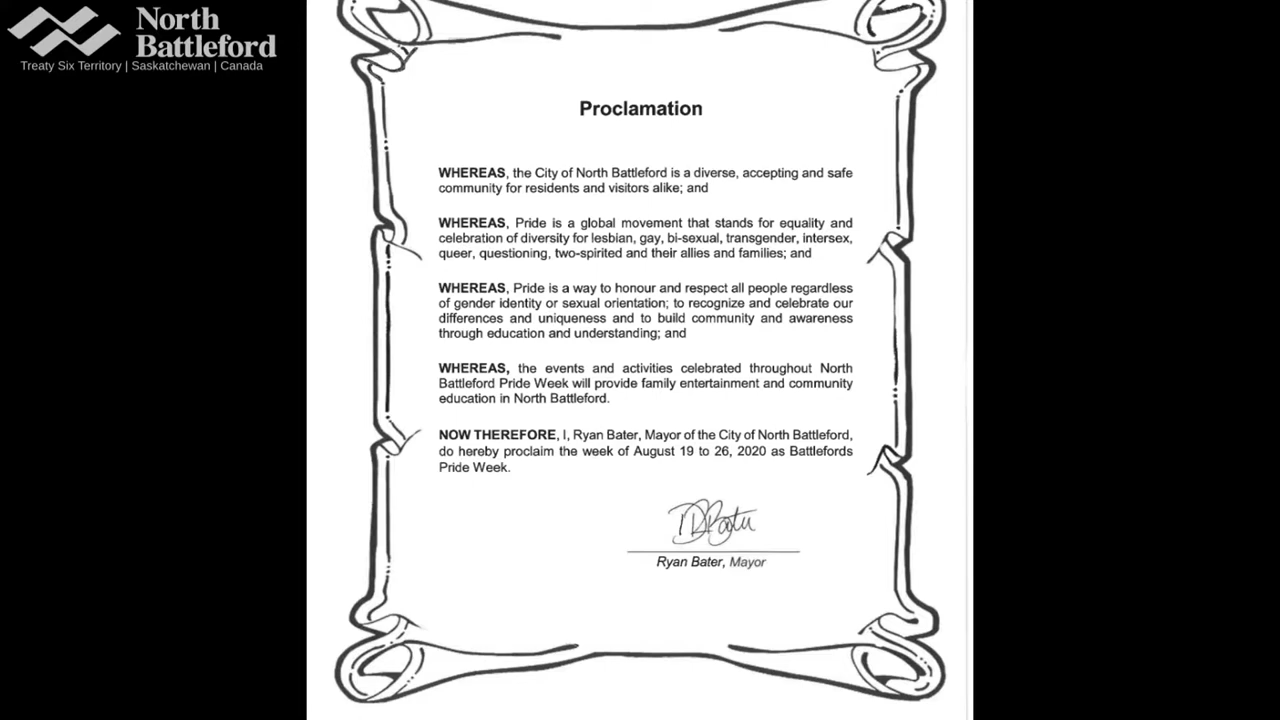 North
Battleford
Treaty Six Territory | Saskatchewan | Canada
Proclamation
WHEREAS, the City of North Battleford is a diverse, accepting and safe
community for residents and visitors alike; and
WHEREAS, Pride is a global movement that stands for equality and
celebration of diversity for lesbian, gay, bi-sexual, transgender, intersex,
queer, questioning, two-spirited and their allies and families; and
WHEREAS, Pride is a way to honour and respect all people regardless
of gender identity or sexual orientation; to recognize and celebrate our
differences and uniqueness and to build community and awareness
through education and understanding; and
WHEREAS, the events and activities celebrated throughout North
Battleford Pride Week will provide family entertainment and community
education in North Battleford.
NOW THEREFORE, I, Ryan Bater, Mayor of the City of North Battleford,
do hereby proclaim the week of August 19 to 26, 2020 as Battlefords
Pride Week.
Ryan Bater, Mayor